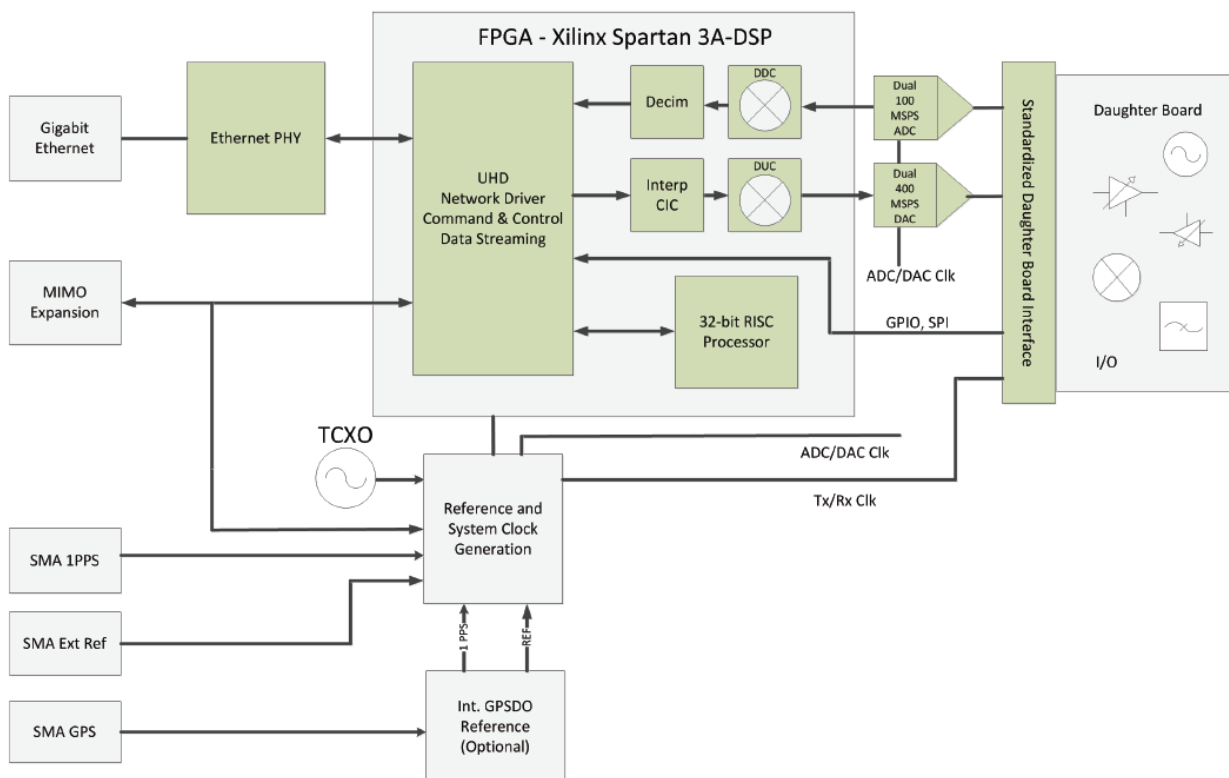 FPGA - Xilinx Spartan 3A-DSP
Gigabit
Ethernet
Ethernet PHY
UHD
Network Driver
Command & Control
Data Streaming
Decim
DDC
Dual
100
MSPS
ADC
Interp
CIC
DUC
Dual
400
MSPS
DAC
ADC/DAC Clk
Standardized Daughter Board Interface
Daughter Board
I/O
MIMO
Expansion
32-bit RISC
Processor
GPIO, SPI
TCXO
ADC/DAC Clk
Tx/Rx Clk
Reference and
System Clock
Generation
SMA 1PPS
SMA Ext Ref
1 PPS
REF
SMA GPS
Int. GPSDO
Reference
(Optional)